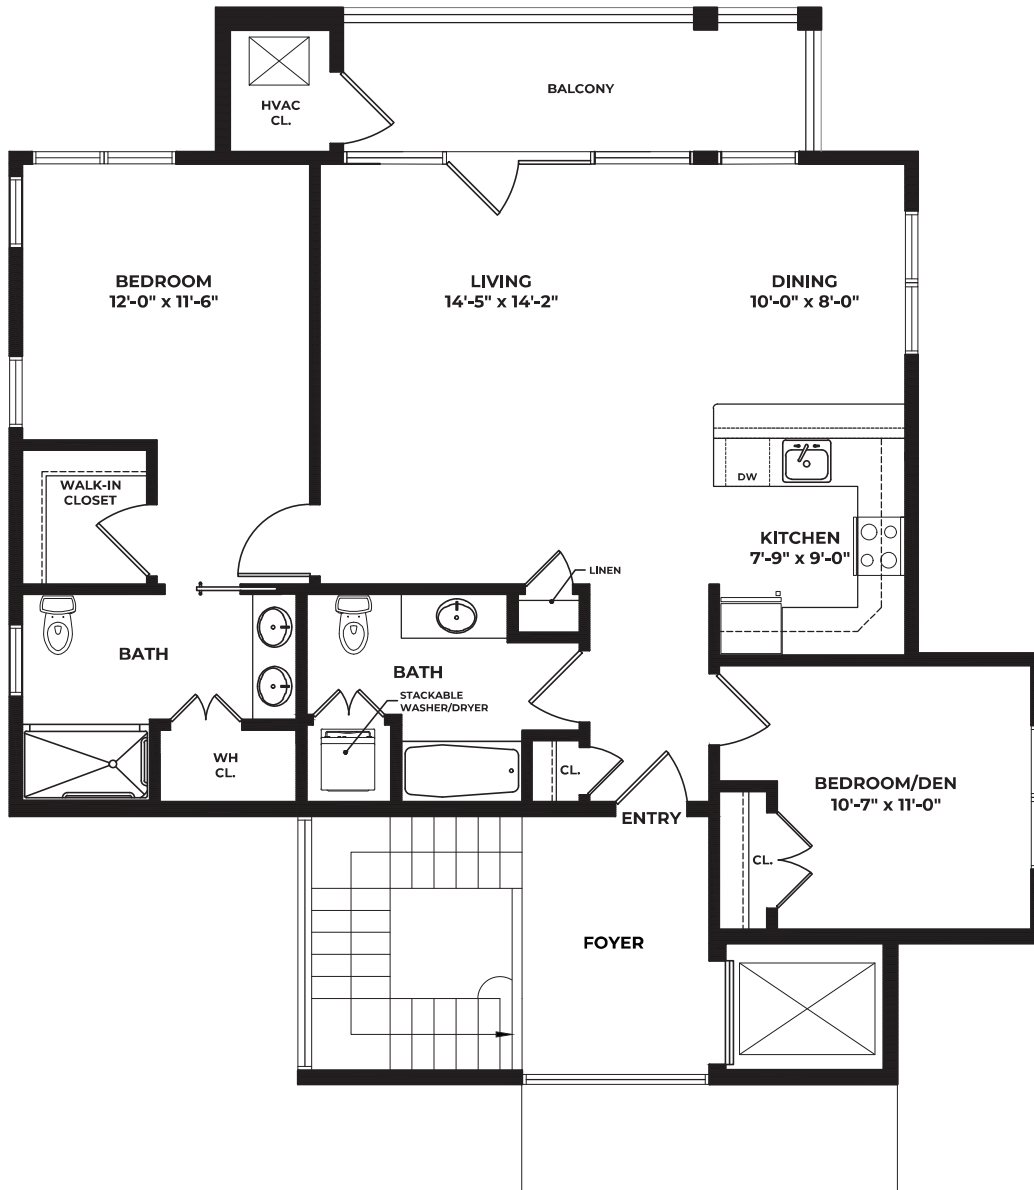 BALCONY
HVAC
CL.
BEDROOM
12'-0" x 11'-6"
LIVING
14'-5" x 14'-2"
DINING
10'-0" x 8'-0"
WALK-IN
CLOSET
DW
KITCHEN
7'-9" x 9'-0"
LINEN
BATH
BATH
STACKABLE
WASHER/DRYER
WH
CL.
CL.
BEDROOM/DEN
10'-7" x 11'-0"
ENTRY
CL.
FOYER